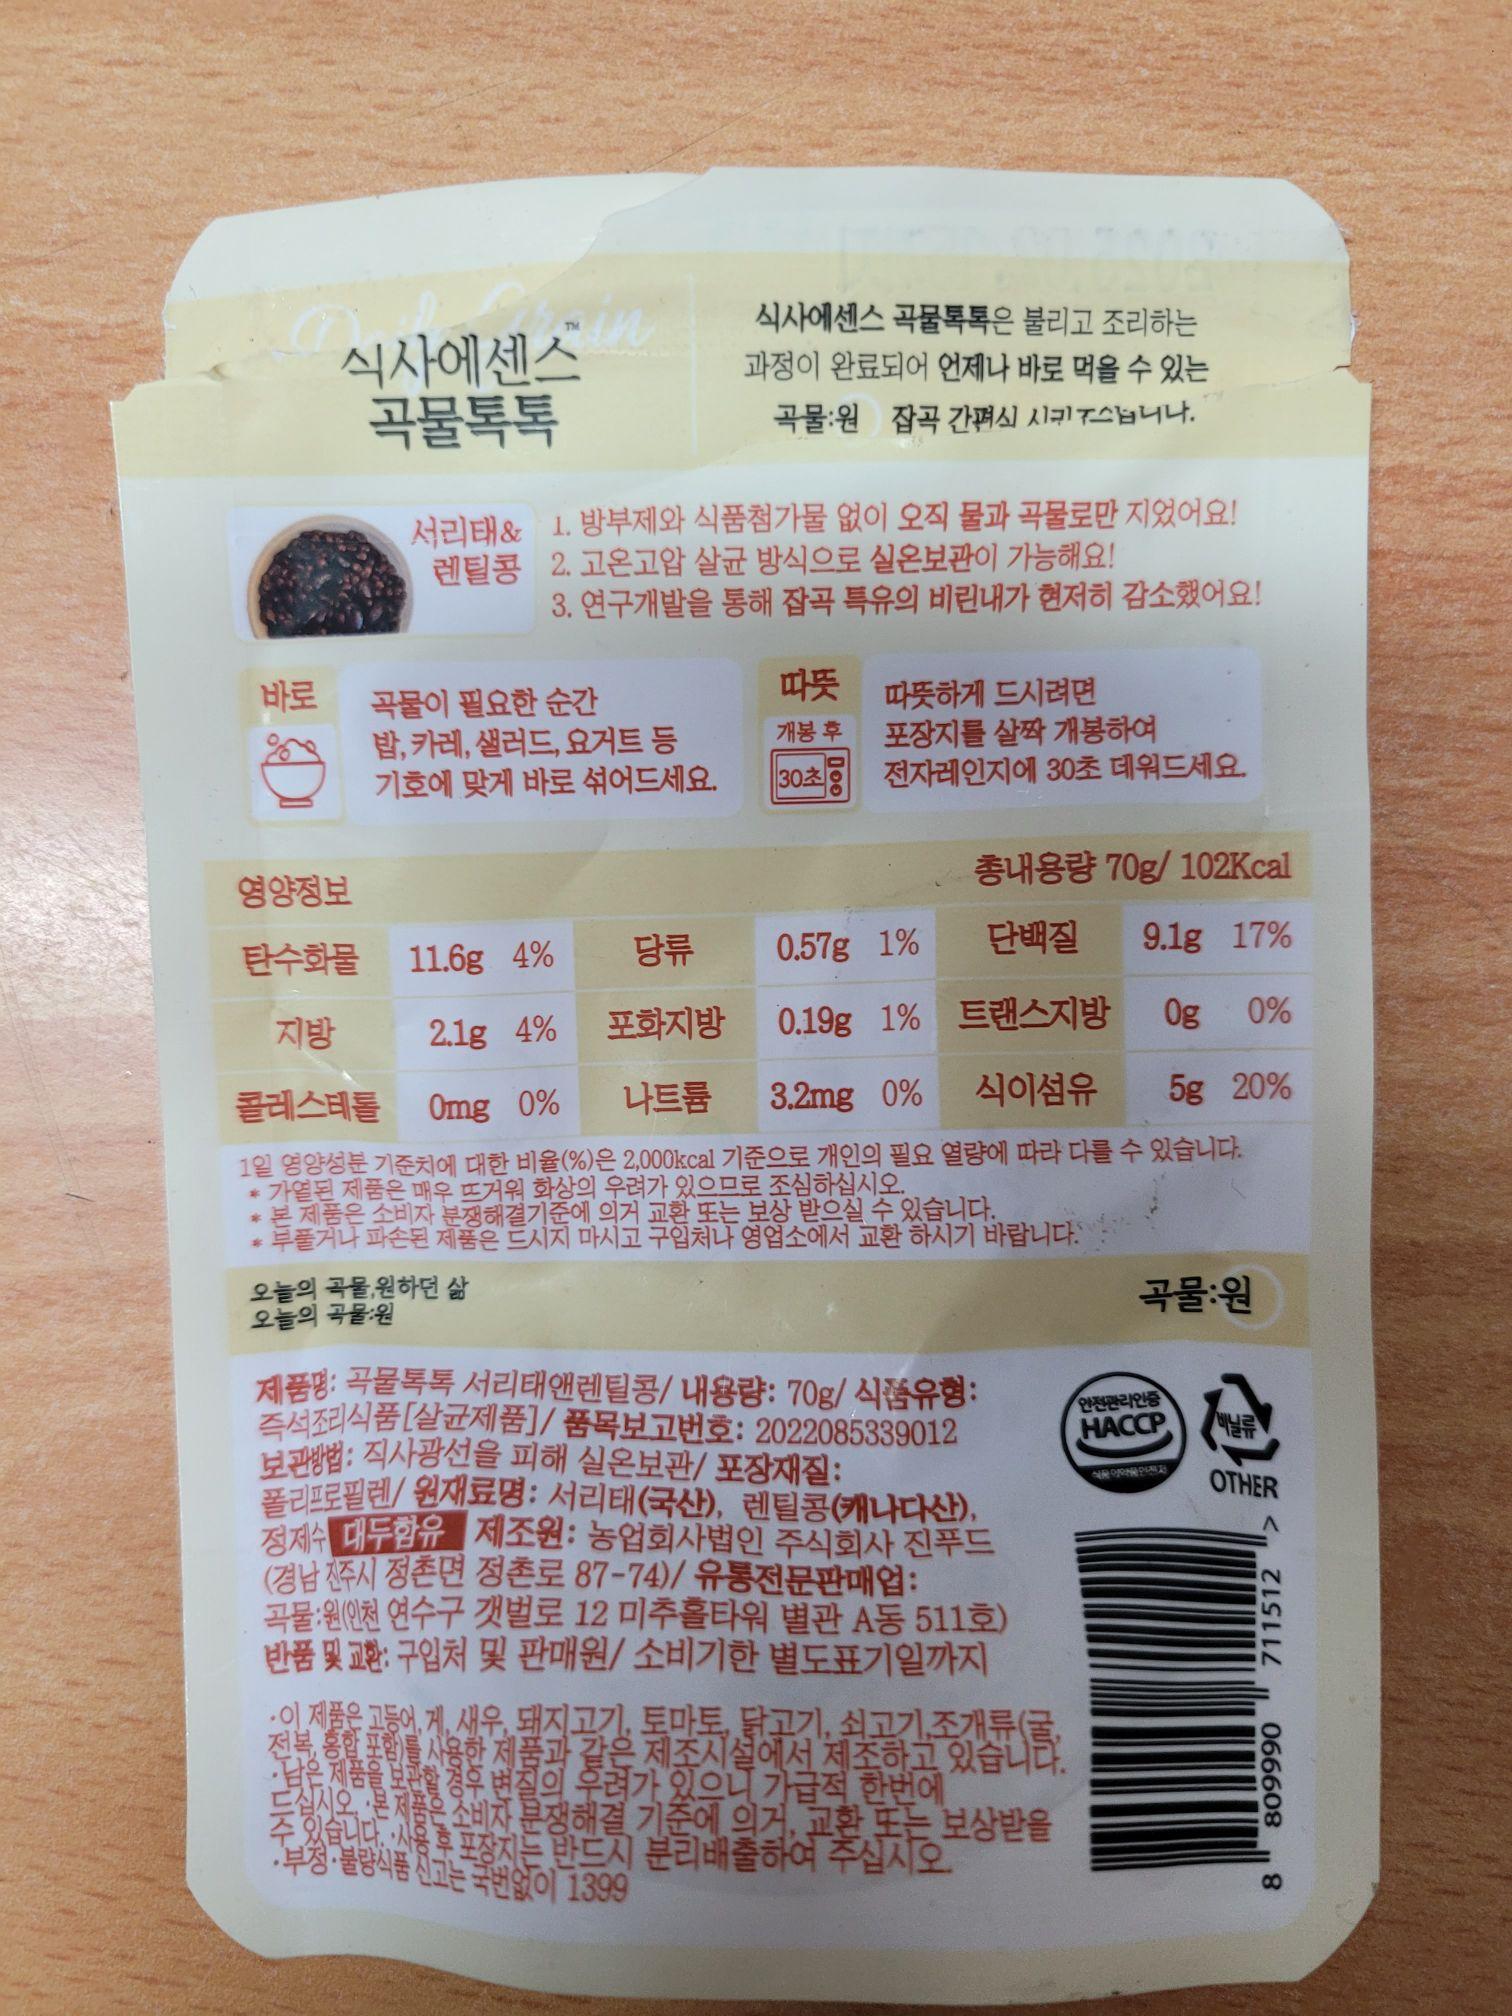 Daily Grain
식사에센스™
곡물톡톡
식사에센스 곡물톡톡은 불리고 조리하는
과정이 완료되어 언제나 바로 먹을 수 있는
곡물:원 잡곡 간편식
서리태&
렌틸콩
1. 방부제와 식품첨가물 없이 오직 물과 곡물로만 지었어요!
2. 고온고압 살균 방식으로 실온보관이 가능해요!
3. 연구개발을 통해 잡곡 특유의 비린내가 현저히 감소했어요!
바로
곡물이 필요한 순간
밥, 카레, 샐러드, 요거트 등
기호에 맞게 바로 섞어드세요.
따뜻
개봉 후
30초
따뜻하게 드시려면
포장지를 살짝 개봉하여
전자레인지에 30초 데워드세요.
영양정보 총내용량 70g/ 102Kcal
탄수화물 11.6g 4% 당류 0.57g 1% 단백질 9.1g 17%
지방 2.1g 4% 포화지방 0.19g 1% 트랜스지방 0g 0%
콜레스테롤 0mg 0% 나트륨 3.2mg 0% 식이섬유 5g 20%
1일 영양성분 기준치에 대한 비율(%)은 2,000kcal 기준으로 개인의 필요 열량에 따라 다를 수 있습니다.
* 가열된 제품은 매우 뜨거워 화상의 우려가 있으므로 조심하십시오.
* 본 제품은 소비자 분쟁해결기준에 의거 교환 또는 보상 받으실 수 있습니다.
* 부풀거나 파손된 제품은 드시지 마시고 구입처나 영업소에서 교환 하시기 바랍니다.
오늘의 곡물,원하던 삶
오늘의 곡물:원
곡물:원
제품명: 곡물톡톡 서리태앤렌틸콩/ 내용량: 70g/ 식품유형:
즉석조리식품[살균제품]/ 품목보고번호: 2022085339012
보관방법: 직사광선을 피해 실온보관/ 포장재질:
폴리프로필렌/ 원재료명: 서리태(국산), 렌틸콩(캐나다산),
정제수 대두함유 제조원: 농업회사법인 주식회사 진푸드
(경남 진주시 정촌면 정촌로 87-74)/ 유통전문판매업:
곡물:원(인천 연수구 갯벌로 12 미추홀타워 별관 A동 511호)
반품 및 교환: 구입처 및 판매원/ 소비기한 별도표기일까지
안전관리인증
HACCP
식품의약품안전처
비닐류
OTHER
·이 제품은 고등어, 게, 새우, 돼지고기, 토마토, 닭고기, 쇠고기,조개류(굴,
전복, 홍합 포함)를 사용한 제품과 같은 제조시설에서 제조하고 있습니다.
·남은 제품을 보관할 경우 변질의 우려가 있으니 가급적 한번에
드십시오. ·본 제품은 소비자 분쟁해결 기준에 의거, 교환 또는 보상받을
수 있습니다. ·사용 후 포장지는 반드시 분리배출하여 주십시오.
·부정·불량식품 신고는 국번없이 1399
8 809990 711512 >